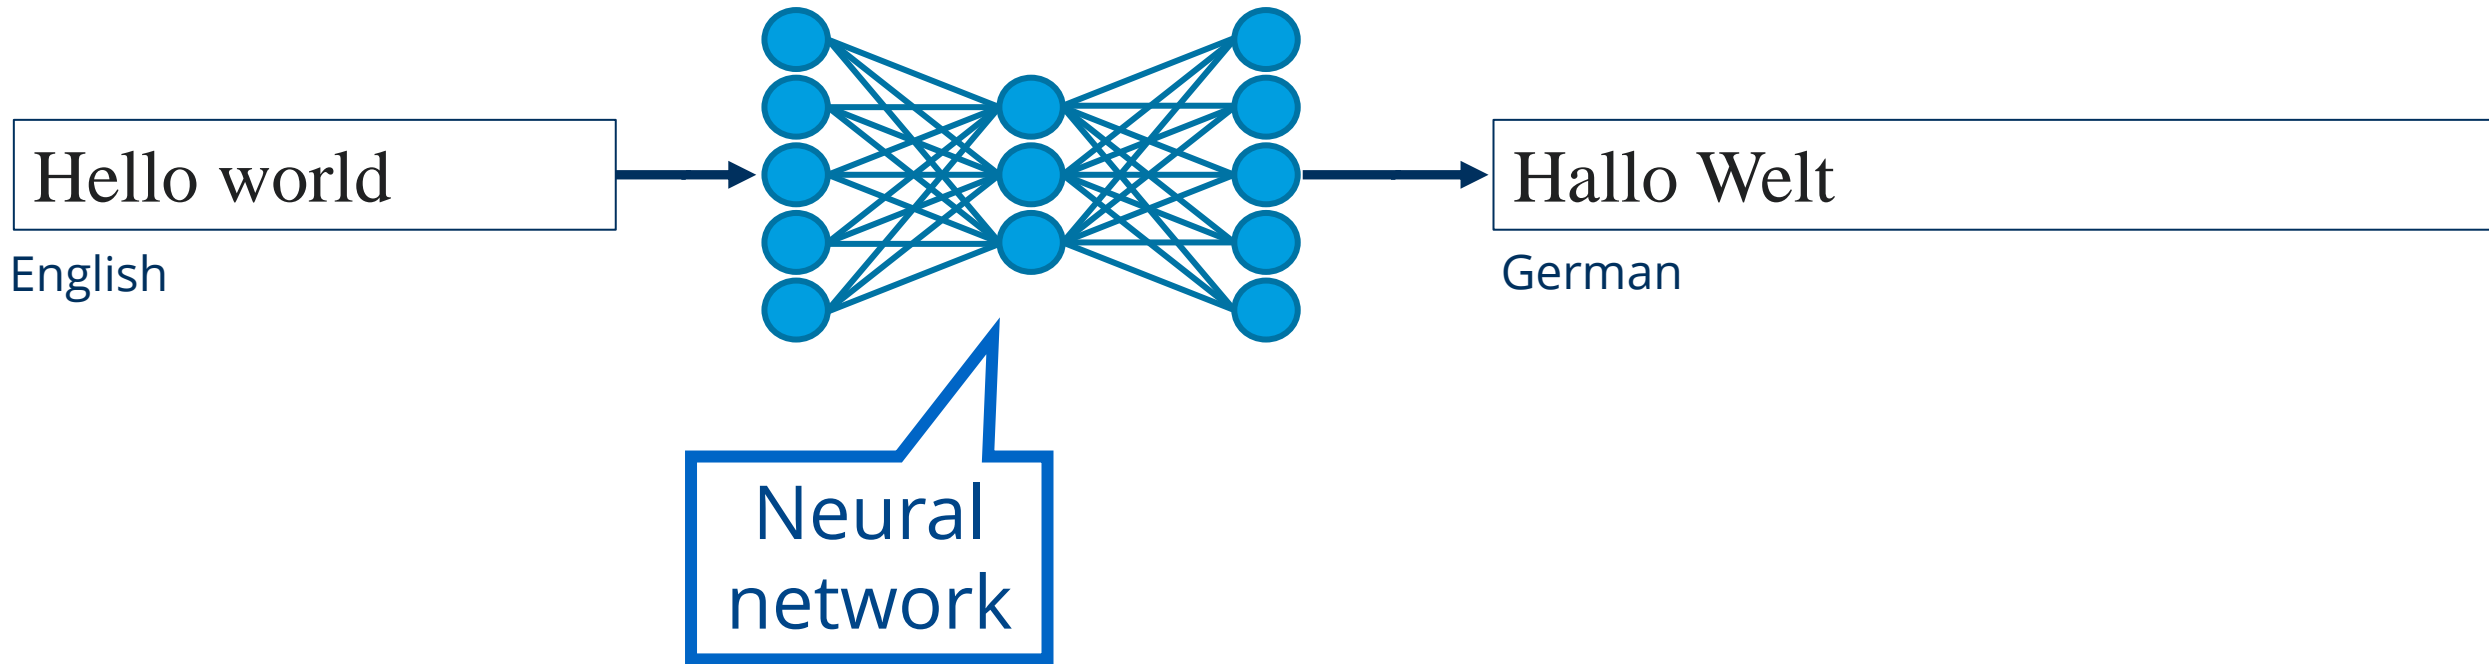 Hello world
English
Hallo Welt
German
Neural
network